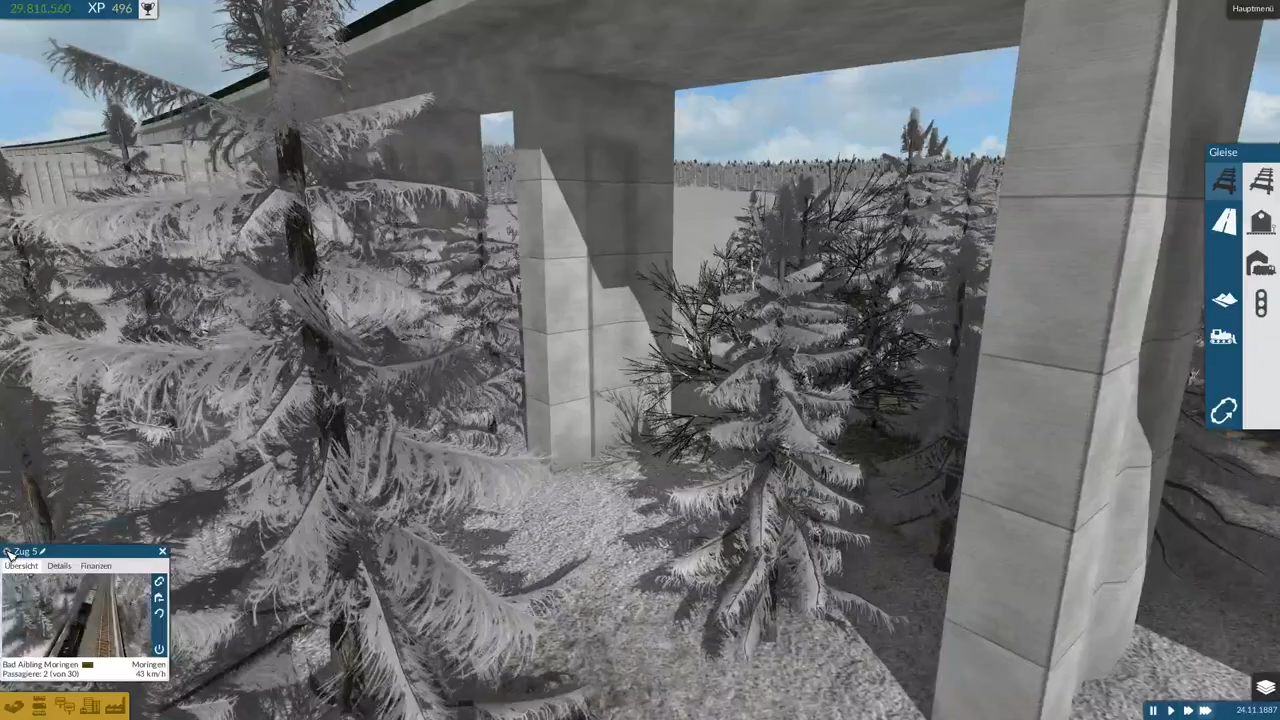 29.818.560 XP 496
Hauptmenü
Gleise
Zug 5
Übersicht Details Finanzen
Bad Aibling Moringen Moringen
Passagiere: 2 (von 30) 43 km/h
24.11.1887